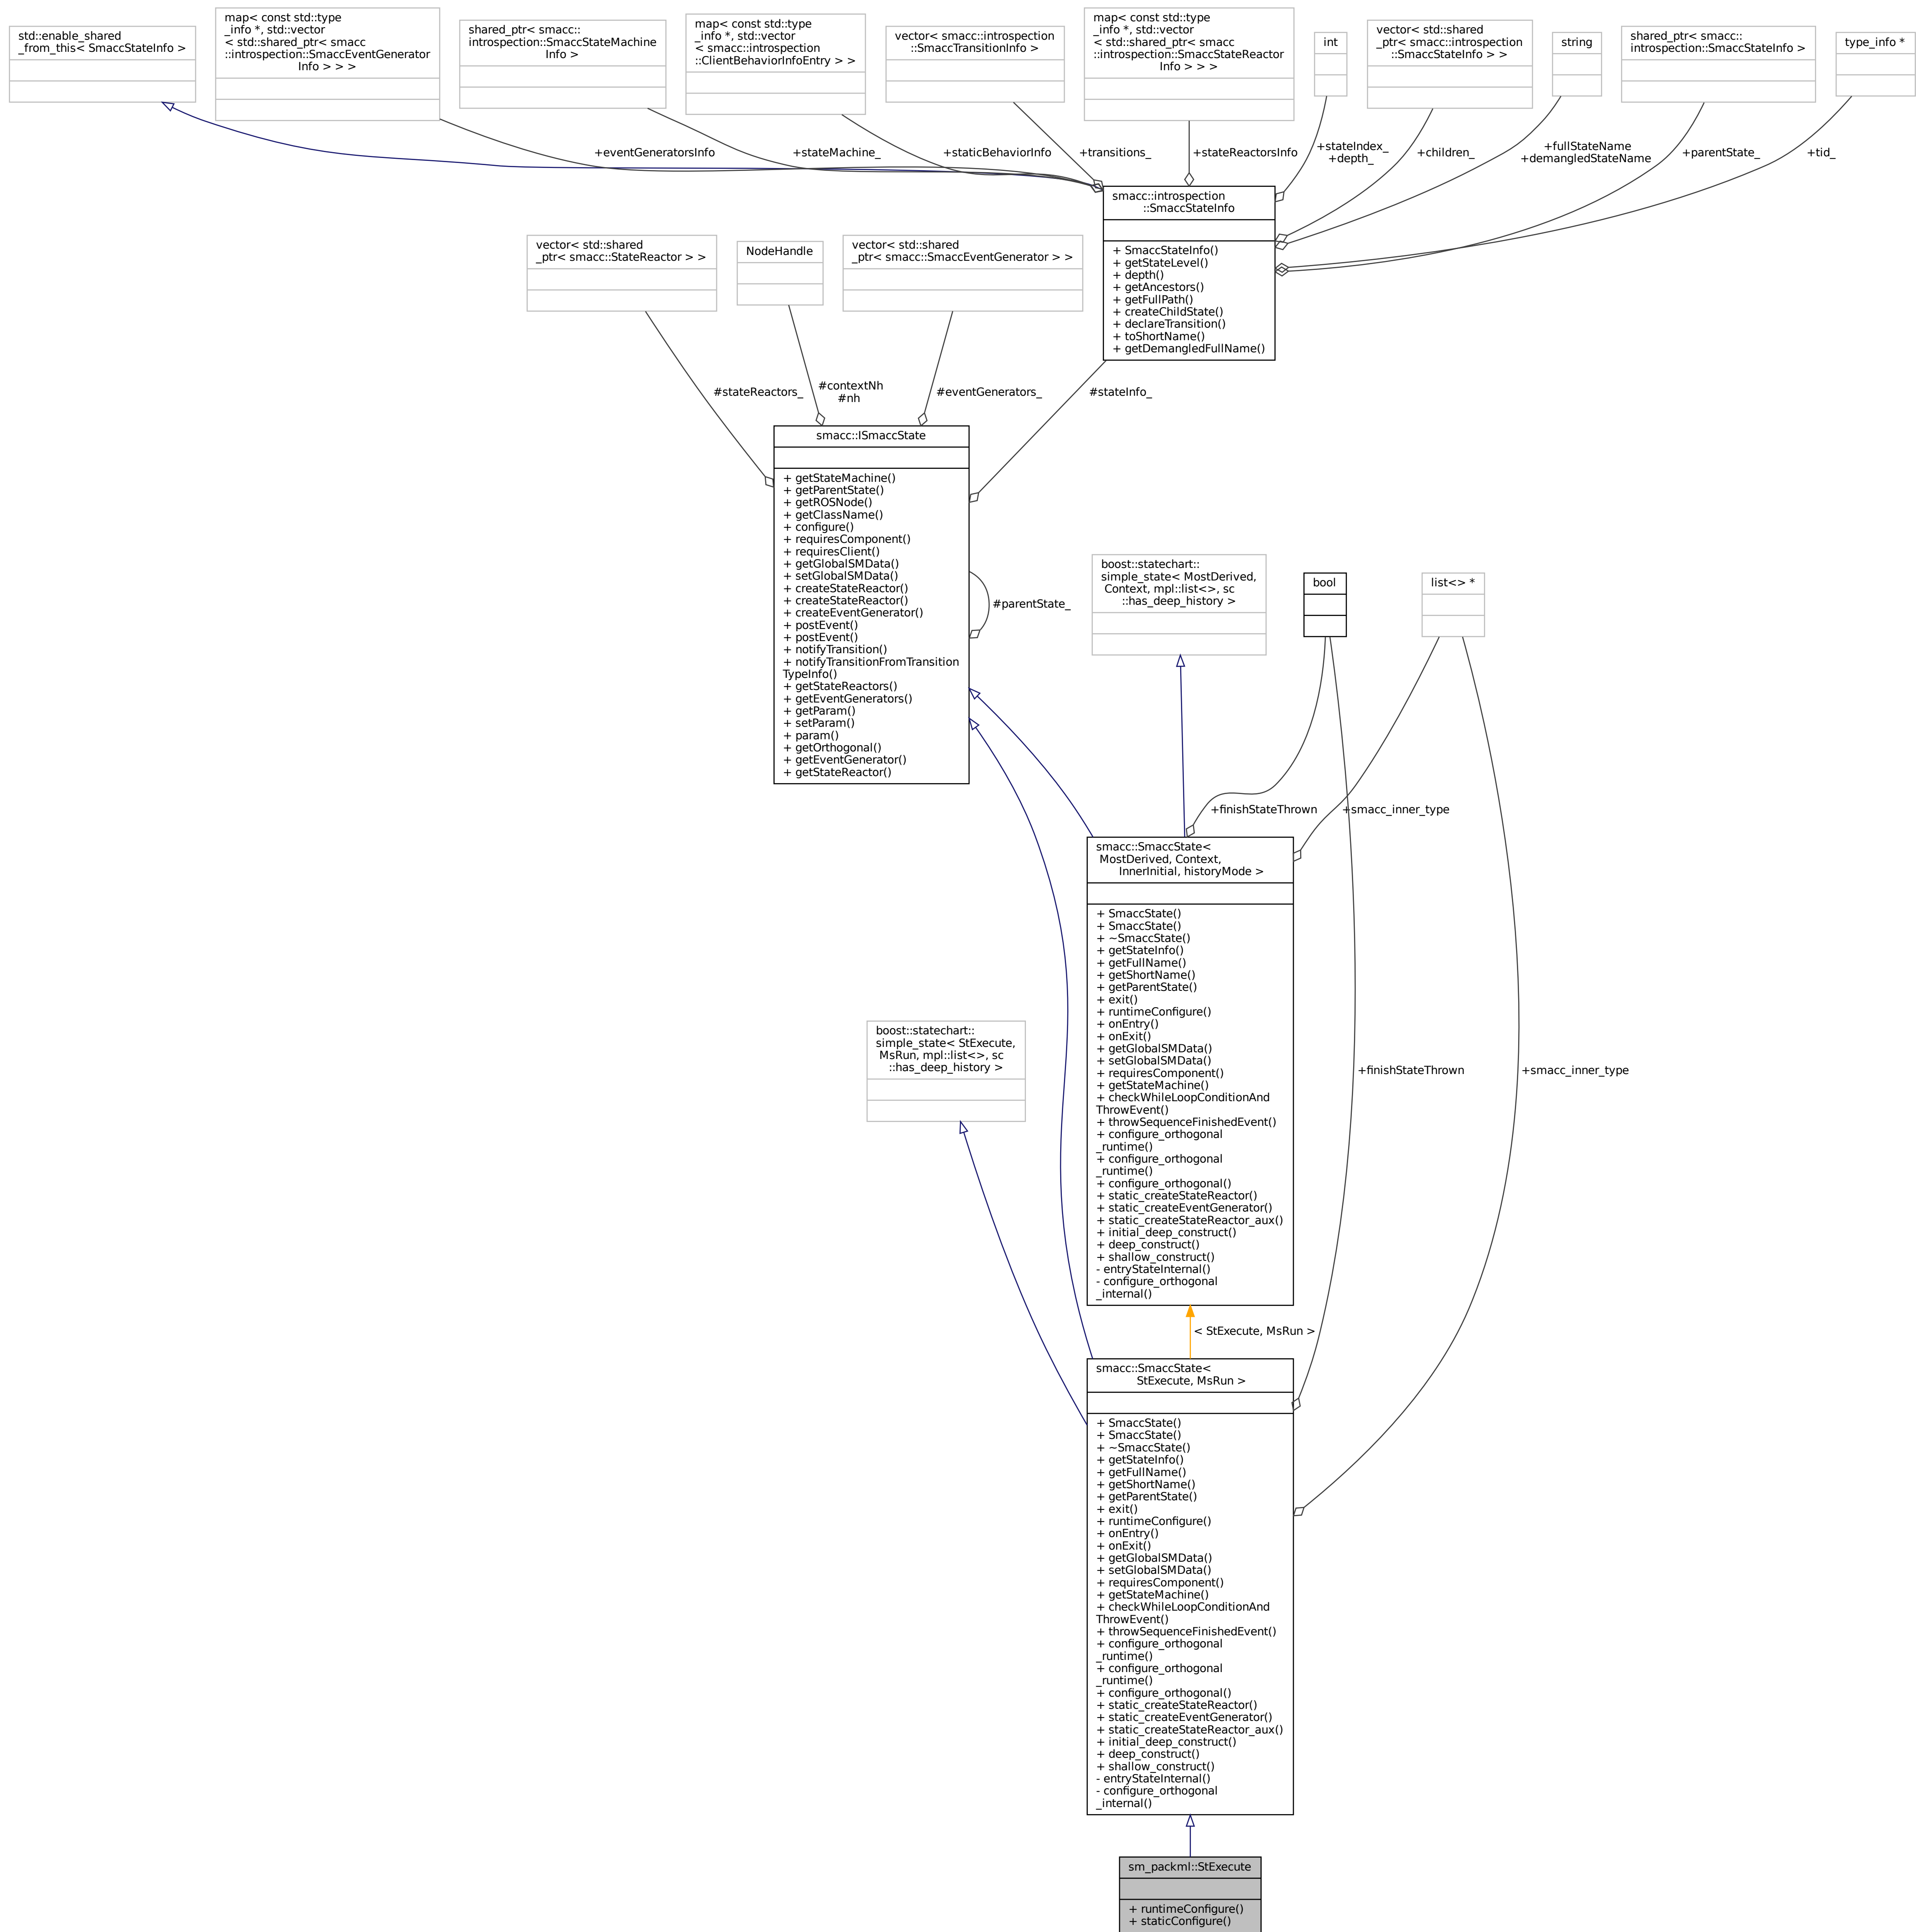 std::enable_shared
_from_this< SmaccStateInfo >
map< const std::type
_info *, std::vector
< std::shared_ptr< smacc
::introspection::SmaccEventGenerator
Info > > >
shared_ptr< smacc::
introspection::SmaccStateMachine
Info >
map< const std::type
_info *, std::vector
< smacc::introspection
::ClientBehaviorInfoEntry > >
vector< smacc::introspection
::SmaccTransitionInfo >
map< const std::type
_info *, std::vector
< std::shared_ptr< smacc
::introspection::SmaccStateReactor
Info > > >
int
vector< std::shared
_ptr< smacc::introspection
::SmaccStateInfo > >
string
shared_ptr< smacc::
introspection::SmaccStateInfo >
type_info *
+eventGeneratorsInfo
+stateMachine_
+staticBehaviorInfo
+transitions_
+stateReactorsInfo
+stateIndex_
+depth_
+children_
+fullStateName
+demangledStateName
+parentState_
+tid_
smacc::introspection
::SmaccStateInfo
+ SmaccStateInfo()
+ getStateLevel()
+ depth()
+ getAncestors()
+ getFullPath()
+ createChildState()
+ declareTransition()
+ toShortName()
+ getDemangledFullName()
vector< std::shared
_ptr< smacc::StateReactor > >
NodeHandle
vector< std::shared
_ptr< smacc::SmaccEventGenerator > >
#stateReactors_
#contextNh
#nh
#eventGenerators_
#stateInfo_
smacc::ISmaccState
+ getStateMachine()
+ getParentState()
+ getROSNode()
+ getClassName()
+ configure()
+ requiresComponent()
+ requiresClient()
+ getGlobalSMData()
+ setGlobalSMData()
+ createStateReactor()
+ createStateReactor()
+ createEventGenerator()
+ postEvent()
+ postEvent()
+ notifyTransition()
+ notifyTransitionFromTransition
TypeInfo()
+ getStateReactors()
+ getEventGenerators()
+ getParam()
+ setParam()
+ param()
+ getOrthogonal()
+ getEventGenerator()
+ getStateReactor()
#parentState_
boost::statechart::
simple_state< MostDerived,
Context, mpl::list<>, sc
::has_deep_history >
bool
list<> *
+finishStateThrown
+smacc_inner_type
smacc::SmaccState<
MostDerived, Context,
InnerInitial, historyMode >
+ SmaccState()
+ SmaccState()
+ ~SmaccState()
+ getStateInfo()
+ getFullName()
+ getShortName()
+ getParentState()
+ exit()
+ runtimeConfigure()
+ onEntry()
+ onExit()
+ getGlobalSMData()
+ setGlobalSMData()
+ requiresComponent()
+ getStateMachine()
+ checkWhileLoopConditionAnd
ThrowEvent()
+ throwSequenceFinishedEvent()
+ configure_orthogonal
_runtime()
+ configure_orthogonal
_runtime()
+ configure_orthogonal()
+ static_createStateReactor()
+ static_createEventGenerator()
+ static_createStateReactor_aux()
+ initial_deep_construct()
+ deep_construct()
+ shallow_construct()
- entryStateInternal()
- configure_orthogonal
_internal()
boost::statechart::
simple_state< StExecute,
MsRun, mpl::list<>, sc
::has_deep_history >
+finishStateThrown
+smacc_inner_type
< StExecute, MsRun >
smacc::SmaccState<
StExecute, MsRun >
+ SmaccState()
+ SmaccState()
+ ~SmaccState()
+ getStateInfo()
+ getFullName()
+ getShortName()
+ getParentState()
+ exit()
+ runtimeConfigure()
+ onEntry()
+ onExit()
+ getGlobalSMData()
+ setGlobalSMData()
+ requiresComponent()
+ getStateMachine()
+ checkWhileLoopConditionAnd
ThrowEvent()
+ throwSequenceFinishedEvent()
+ configure_orthogonal
_runtime()
+ configure_orthogonal
_runtime()
+ configure_orthogonal()
+ static_createStateReactor()
+ static_createEventGenerator()
+ static_createStateReactor_aux()
+ initial_deep_construct()
+ deep_construct()
+ shallow_construct()
- entryStateInternal()
- configure_orthogonal
_internal()
sm_packml::StExecute
+ runtimeConfigure()
+ staticConfigure()